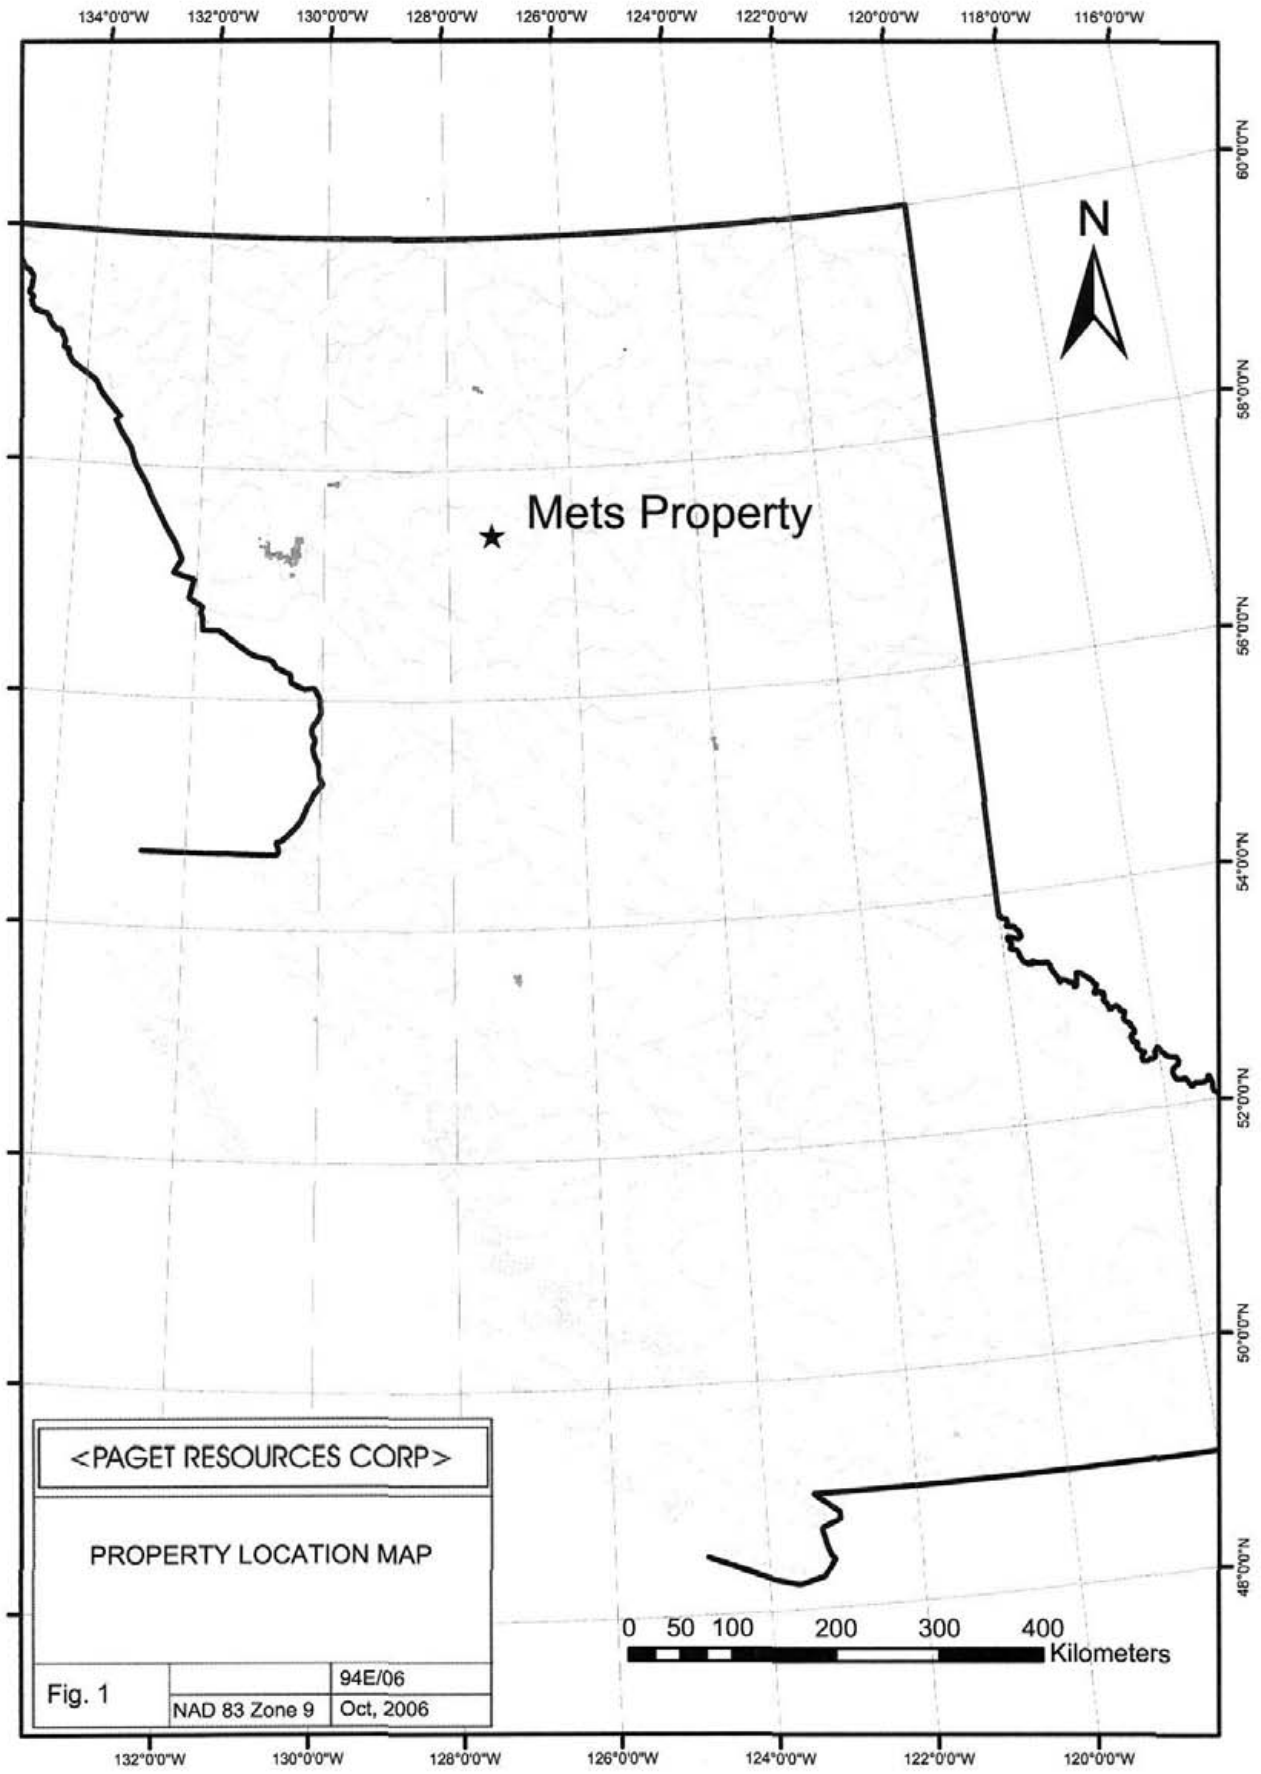 134°0'0"W 132°0'0"W 130°0'0"W 128°0'0"W 126°0'0"W 124°0'0"W 122°0'0"W 120°0'0"W 118°0'0"W 116°0'0"W
60°0'0"N
N
58°0'0"N
Mets Property
56°0'0"N
54°0'0"N
52°0'0"N
50°0'0"N
<PAGET RESOURCES CORP>
PROPERTY LOCATION MAP
48°0'0"N
0 50 100 200 300 400
Kilometers
94E/06
Fig. 1
NAD 83 Zone 9 Oct, 2006
132°0'0"W 130°0'0"W 128°0'0"W 126°0'0"W 124°0'0"W 122°0'0"W 120°0'0"W